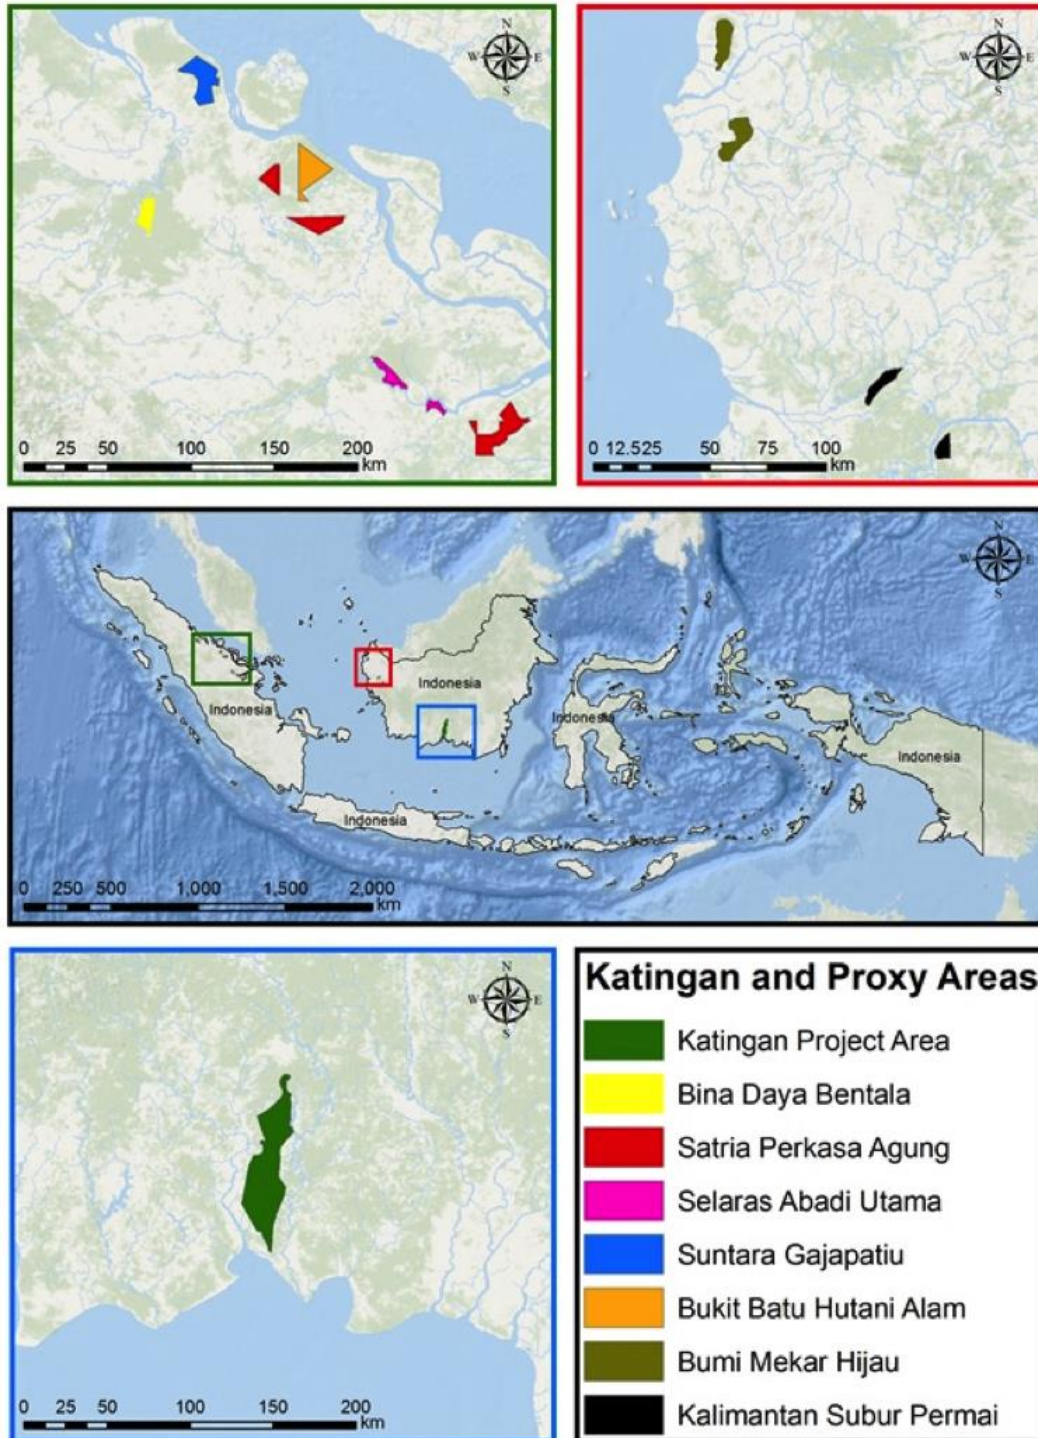 N
W E
S
0 25 50 100 150 200
km
N
W E
S
0 12.525 50 75 100
km
N
W E
S
Indonesia
Indonesia
Indonesia
Indonesia
Indonesia
0 250 500 1,000 1,500 2,000
km
N
W E
S
0 25 50 100 150 200
km
Katingan and Proxy Areas
Katingan Project Area
Bina Daya Bentala
Satria Perkasa Agung
Selaras Abadi Utama
Suntara Gajapatiu
Bukit Batu Hutani Alam
Bumi Mekar Hijau
Kalimantan Subur Permai